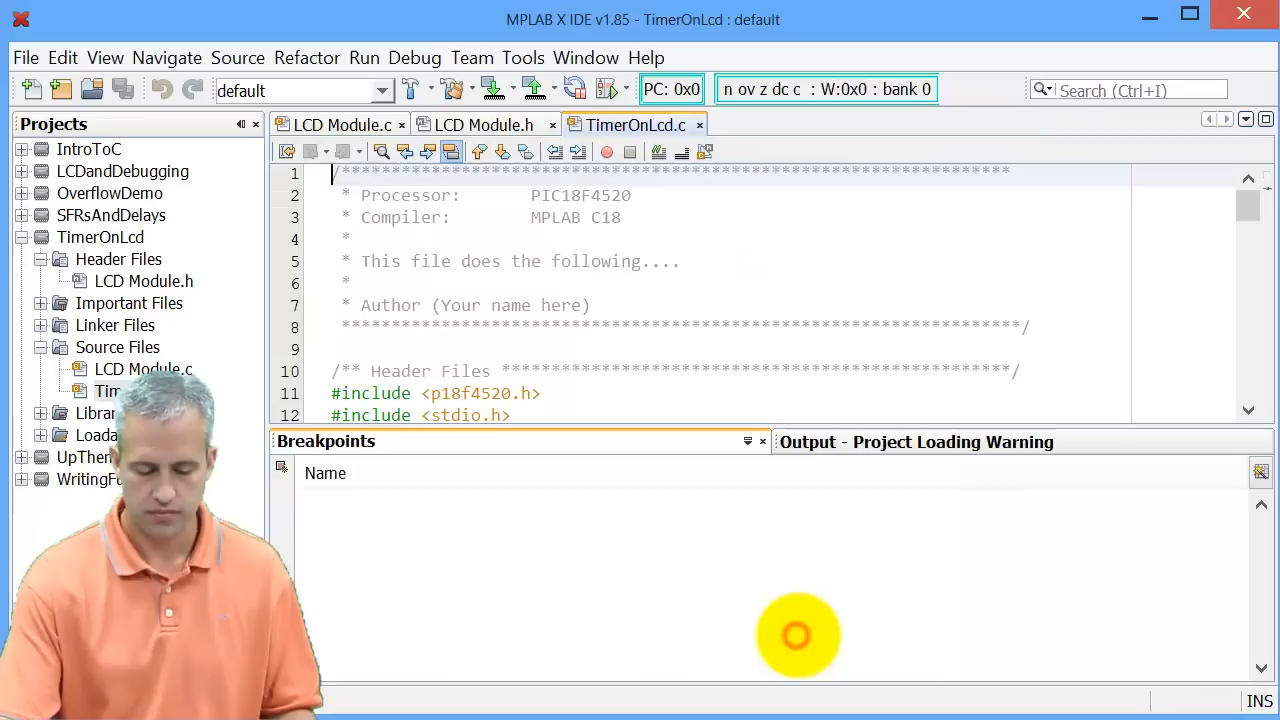 MPLAB X IDE v1.85 - TimerOnLcd : default
File Edit View Navigate Source Refactor Run Debug Team Tools Window Help
default
PC: 0x0
n ov z dc c : W:0x0 : bank 0
Search (Ctrl+I)
Projects
IntroToC
LCDandDebugging
OverflowDemo
SFRsAndDelays
TimerOnLcd
Header Files
LCD Module.h
Important Files
Linker Files
Source Files
LCD Module.c
LCD Module.c
LCD Module.h
TimerOnLcd.c
1 /********************************************************************
2 * Processor: PIC18F4520
3 * Compiler: MPLAB C18
4 *
5 * This file does the following....
6 *
7 * Author (Your name here)
8 ********************************************************************/
9
10 /** Header Files ***************************************************/
11 #include <p18f4520.h>
12 #include <stdio.h>
Breakpoints
Output - Project Loading Warning
Name
INS